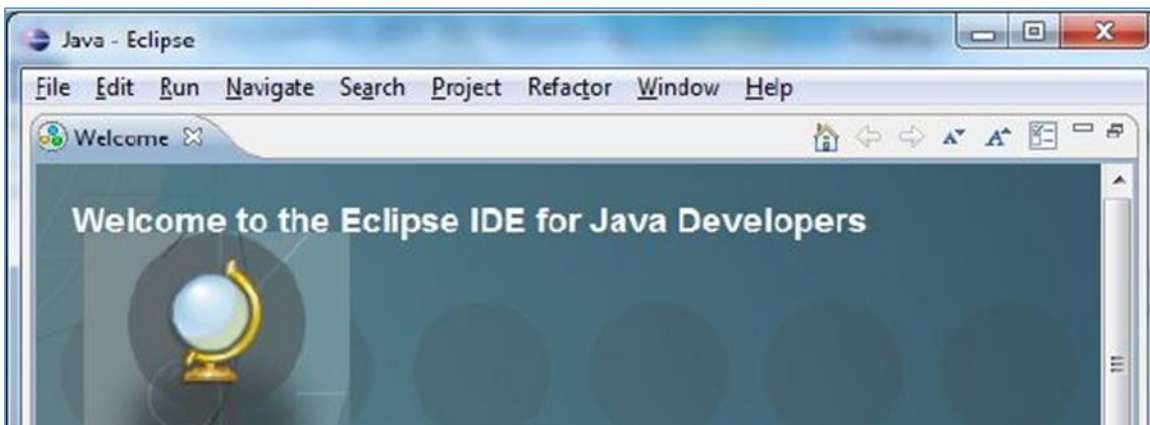 Java - Eclipse
File Edit Run Navigate Search Project Refactor Window Help
Welcome
Welcome to the Eclipse IDE for Java Developers